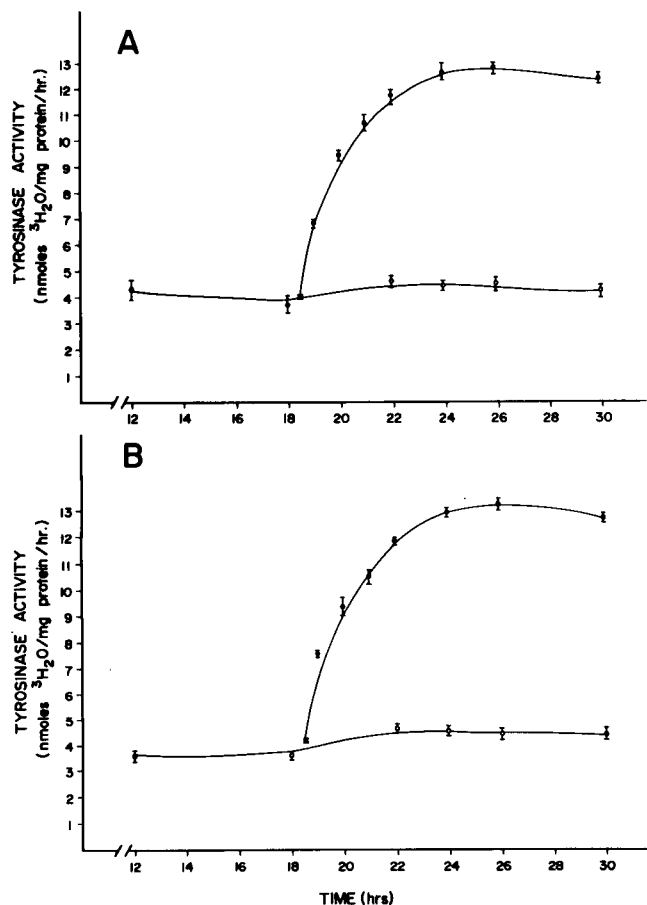 A
TYROSINASE ACTIVITY
(nmoles ³H₂O/mg protein/hr.)
13
12
11
10
9
8
7
6
5
4
3
2
1
12 14 16 18 20 22 24 26 28 30
B
TYROSINASE ACTIVITY
(nmoles ³H₂O/mg protein/hr.)
13
12
11
10
9
8
7
6
5
4
3
2
1
12 14 16 18 20 22 24 26 28 30
TIME (hrs)